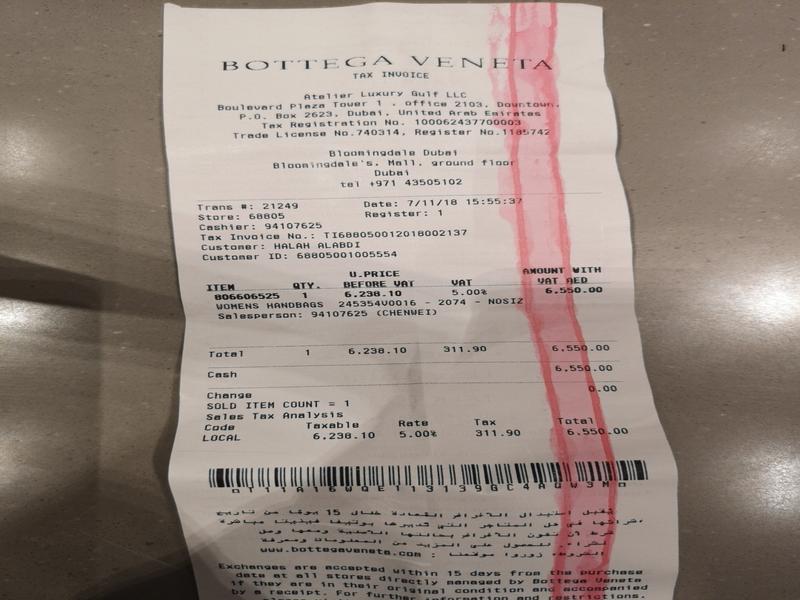 BOTTEGA VENETA
TAX INVOICE
Atelier Luxury Gulf LLC
Boulevard Plaza Tower 1 , office 2103, Downtown,
P.O. Box 2623, Dubai, United Arab Emirates
Tax Registration No. 100062437700003
Trade License No.740314, Register No.1185742
Bloomingdale Dubai
Bloomingdale's, Mall, ground floor
Dubai
tel +971 43505102
Trans #: 21249 Date: 7/11/18 15:55:37
Store: 68805 Register: 1
Cashier: 94107625
Tax Invoice No.: TI688050012018002137
Customer: HALAH ALABDI
Customer ID: 68805001005554
U.PRICE AMOUNT WITH
ITEM QTY. BEFORE VAT VAT VAT AED
806606525 1 6,238.10 5.00% 6,550.00
WOMENS HANDBAGS 245354V0016 - 2074 - NOSIZ
Salesperson: 94107625 (CHENWEI)
Total 1 6,238.10 311.90 6,550.00
Cash 6,550.00
Change 0.00
SOLD ITEM COUNT = 1
Sales Tax Analysis
Code Taxable Rate Tax Total
LOCAL 6,238.10 5.00% 311.90 6,550.00
خلال 15 يوما من تاريخ
www.bottegaveneta.com
Exchanges are accepted within 15 days from the purchase
date at all stores directly managed by Bottega Veneta
if they are in their original condition and accompanied
by a receipt. For further information and restrictions,